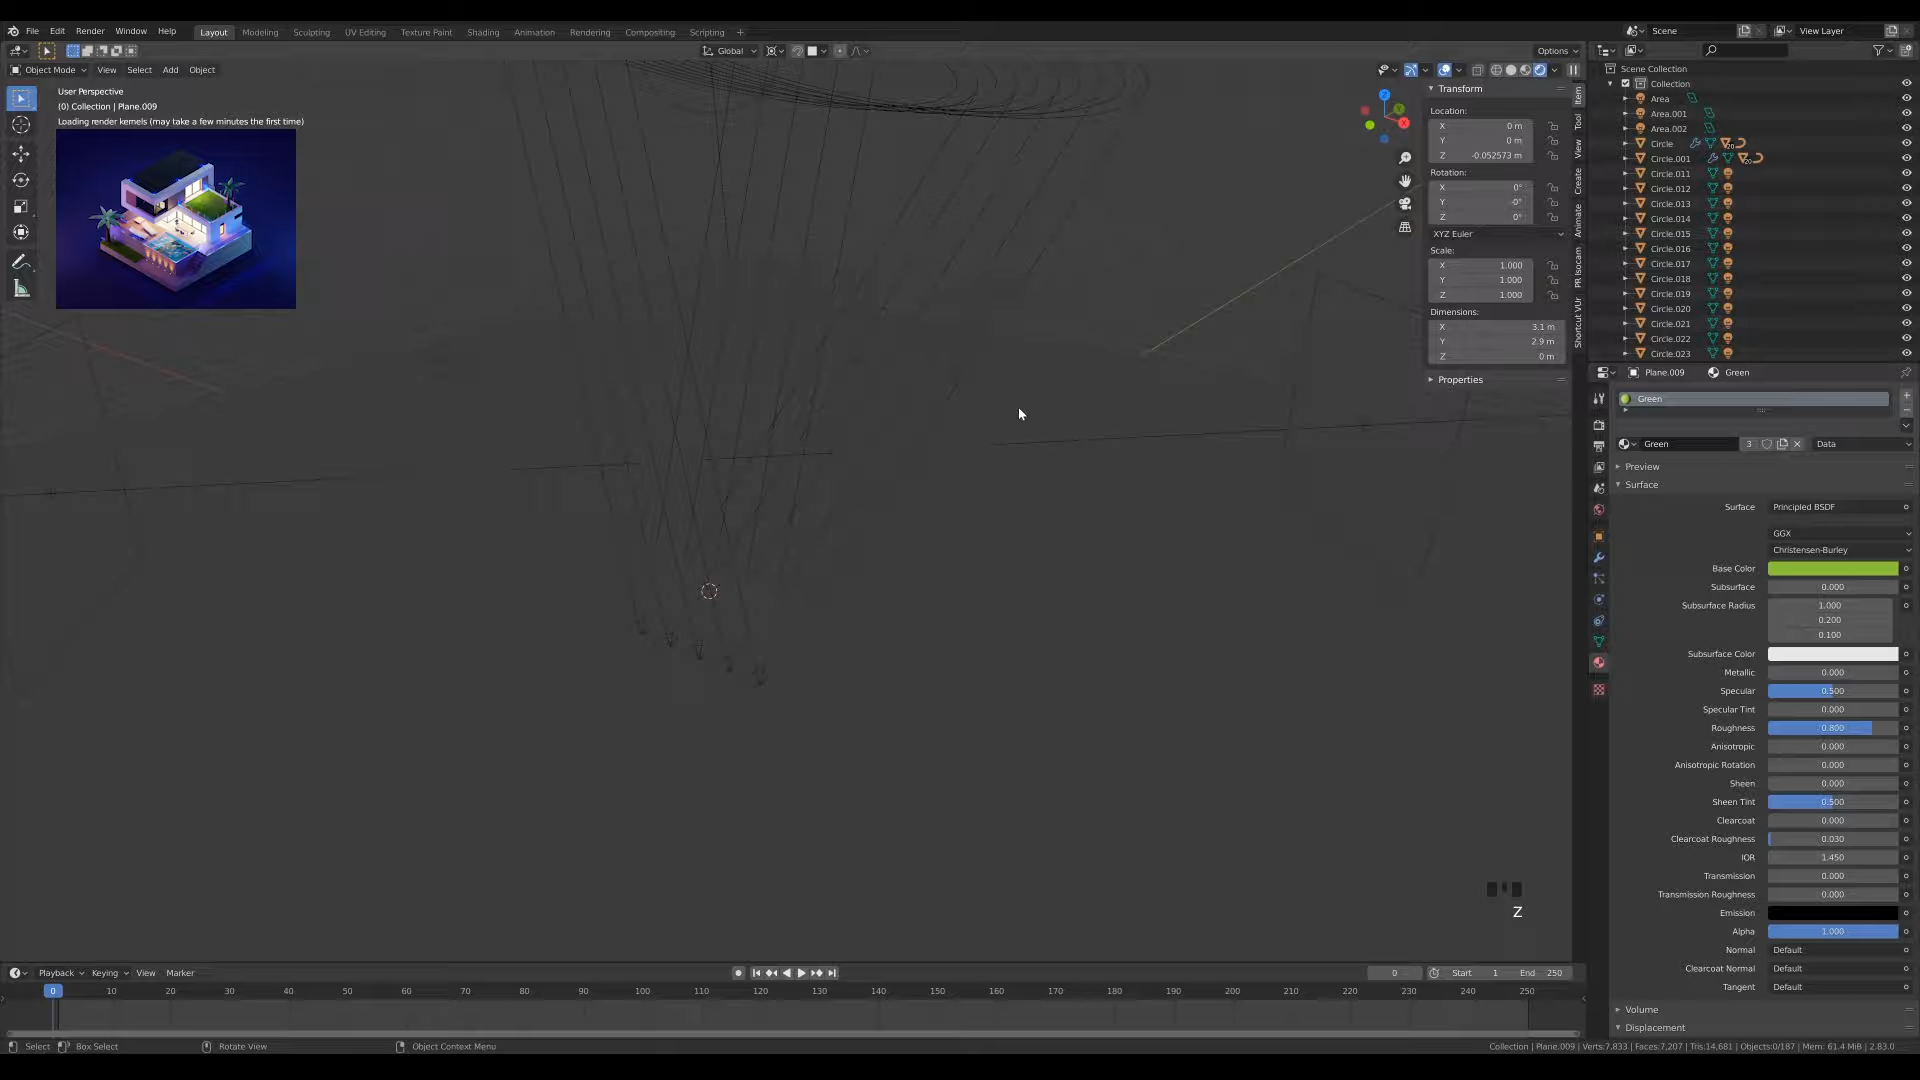 File Edit Render Window Help Layout Modeling Sculpting UV Editing Texture Paint Shading Animation Rendering Compositing Scripting + Scene View Layer
Global Options
Object Mode View Select Add Object
User Perspective
(0) Collection | Plane.009
Loading render kernels (may take a few minutes the first time)
Transform
Location:
X 0 m
Y 0 m
Z -0.052573 m
Rotation:
X 0°
Y -0°
Z 0°
XYZ Euler
Scale:
X 1.000
Y 1.000
Z 1.000
Dimensions:
X 3.1 m
Y 2.9 m
Z 0 m
Properties
Item
Tool
View
Create
Animate
PR Isocam
Shortcut VUr
Scene Collection
Collection
Area
Area.001
Area.002
Circle
Circle.001
Circle.011
Circle.012
Circle.013
Circle.014
Circle.015
Circle.016
Circle.017
Circle.018
Circle.019
Circle.020
Circle.021
Circle.022
Circle.023
Plane.009 Green
Green
Green 3 Data
Preview
Surface
Surface Principled BSDF
GGX
Christensen-Burley
Base Color
Subsurface 0.000
Subsurface Radius 1.000
0.200
0.100
Subsurface Color
Metallic 0.000
Specular 0.500
Specular Tint 0.000
Roughness 0.800
Anisotropic 0.000
Anisotropic Rotation 0.000
Sheen 0.000
Sheen Tint 0.500
Clearcoat 0.000
Clearcoat Roughness 0.030
IOR 1.450
Transmission 0.000
Transmission Roughness 0.000
Emission
Alpha 1.000
Normal Default
Clearcoat Normal Default
Tangent Default
Volume
Displacement
Z
Playback Keying View Marker 0 Start 1 End 250
0 10 20 30 40 50 60 70 80 90 100 110 120 130 140 150 160 170 180 190 200 210 220 230 240 250
Select Box Select Rotate View Object Context Menu Collection | Plane.009 | Verts:7,833 | Faces:7,207 | Tris:14,681 | Objects:0/187 | Mem: 61.4 MiB | 2.83.0